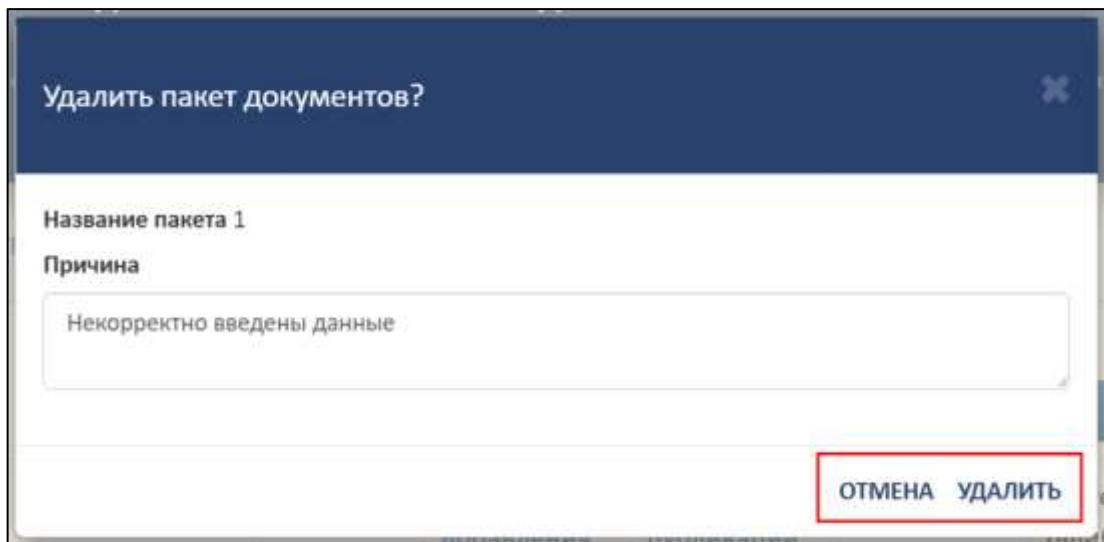 Удалить пакет документов?
Название пакета 1
Причина
Некорректно введены данные
ОТМЕНА УДАЛИТЬ